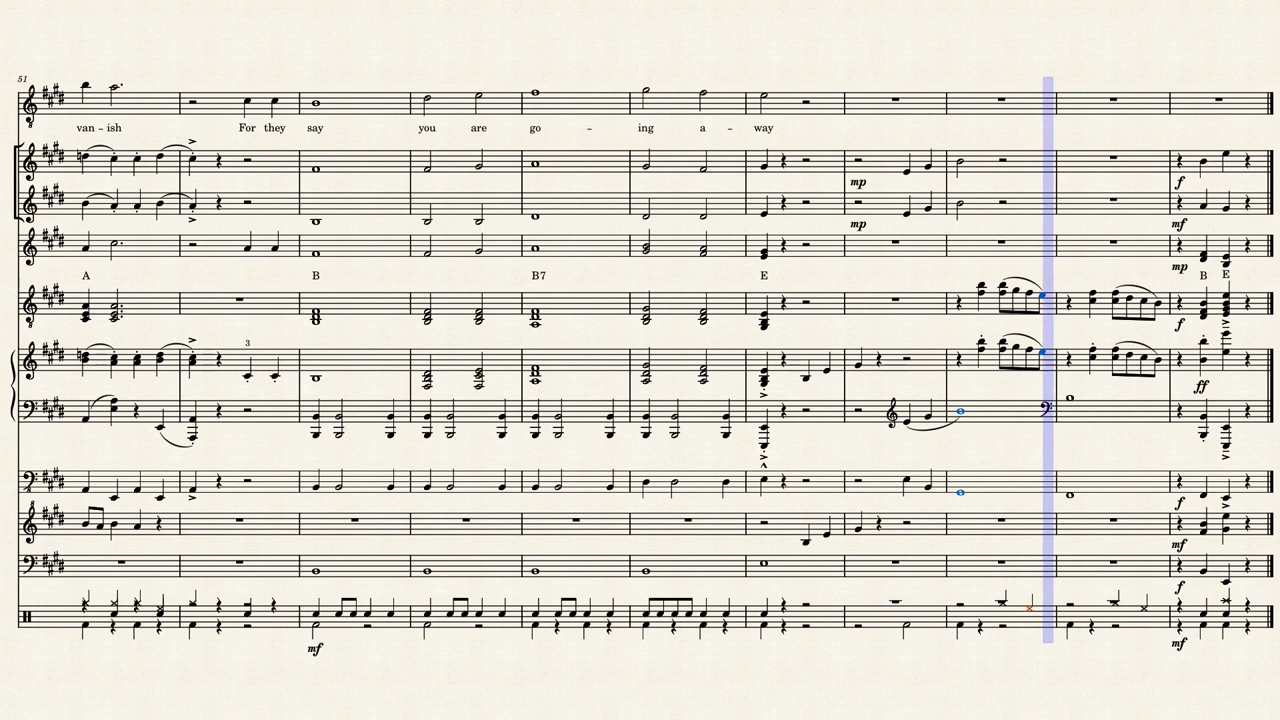 51
van - ish For they say you are go - ing a - way
mp
mp f
mf
A B B7 E mp B E
f
3
ff
f
mf
f
mf mf